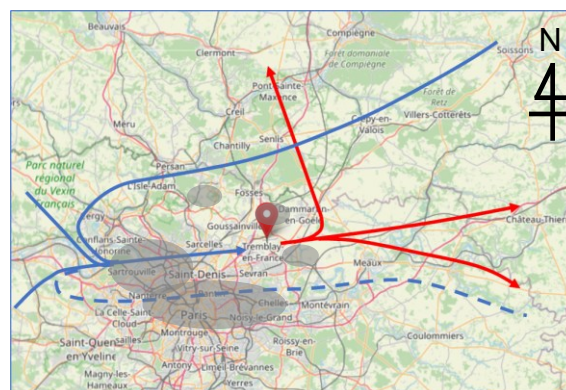 Beauvais
Compiègne
Clermont
Forêt domaniale
de Compiègne
Soissons
N
Pont-Sainte-
Maxence
Creil
Forêt de
Retz
Villers-Cotterêts
Méru
Senlis
Crépy-en-
Valois
Chantilly
Parc naturel
régional
du Vexin
Français
Persan
L'Isle-Adam
Fosses
Dammartin-
en-Goële
Goussainville
Château-Thier
Cergy
Conflans-Sainte-
Honorine
Sarcelles
Tremblay-
en-France
Meaux
Sartrouville
Saint-Denis
Sevran
Nanterre
Chelles
Montévrain
La Celle-Saint-
Cloud
Paris
Noisy-le-Grand
Coulommiers
Versailles
Montrouge
Roissy-en-
Brie
Saint-Quentin-
en-Yvelines
Vitry-sur-Seine
Antony
Limeil-Brévannes
Magny-les-
Hameaux
Yerres